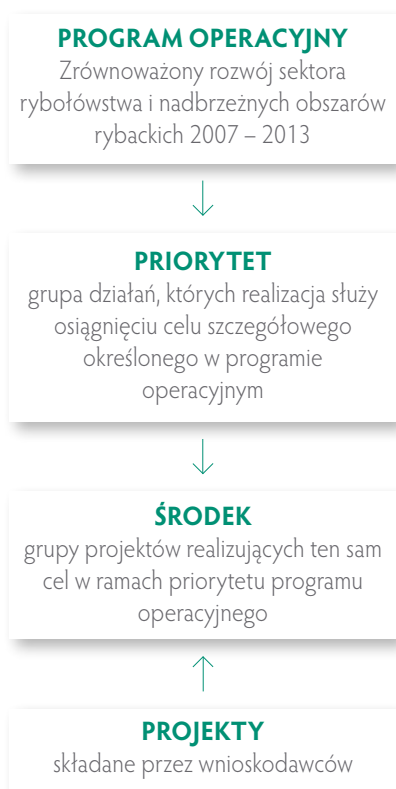 PROGRAM OPERACYJNY
Zrównoważony rozwój sektora
rybołówstwa i nadbrzeżnych obszarów
rybackich 2007 – 2013
PRIORYTET
grupa działań, których realizacja służy
osiągnięciu celu szczegółowego
określonego w programie
operacyjnym
ŚRODEK
grupy projektów realizujących ten sam
cel w ramach priorytetu programu
operacyjnego
PROJEKTY
składane przez wnioskodawców